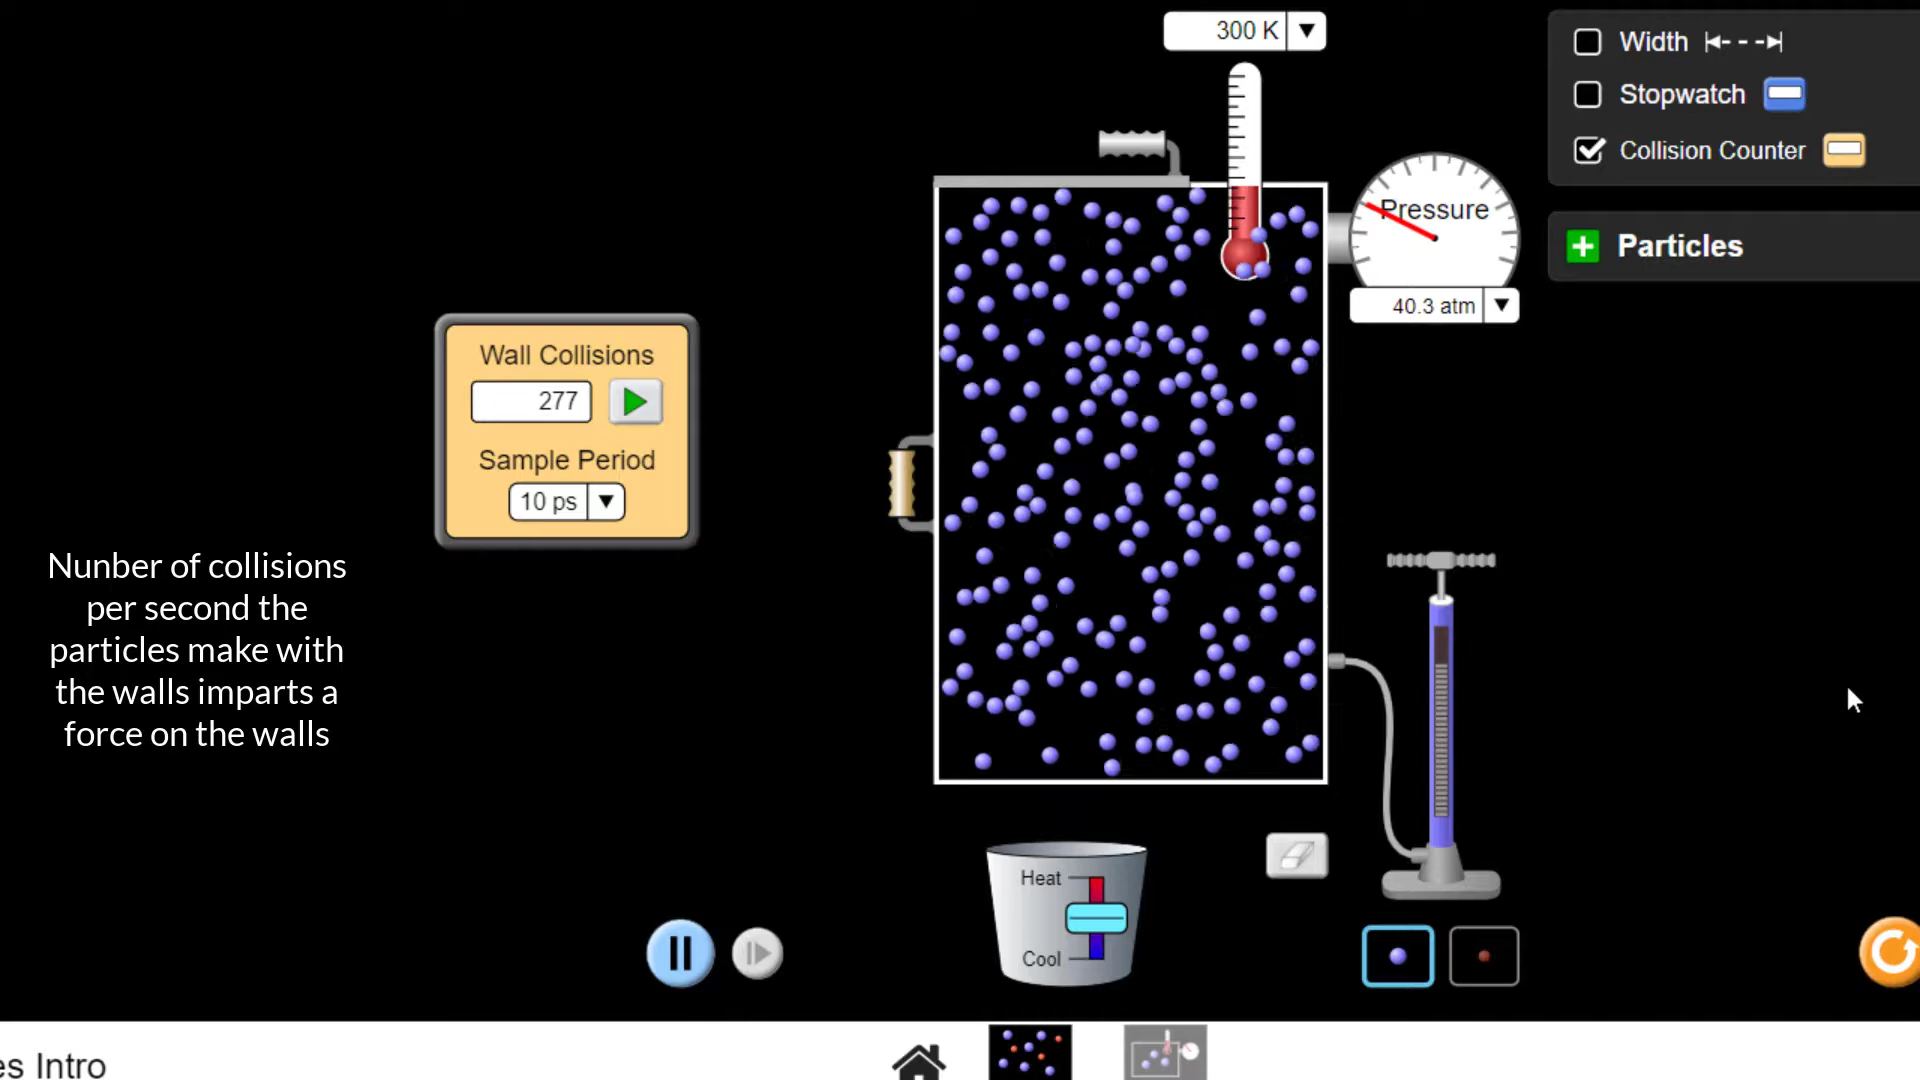 300 K
Width
Stopwatch
Collision Counter
Pressure
Particles
40.3 atm
Wall Collisions
277
Sample Period
10 ps
Nunber of collisions
per second the
particles make with
the walls imparts a
force on the walls
Heat
Cool
es Intro